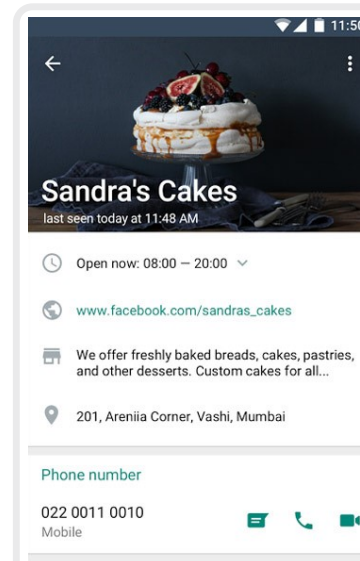 11:50
Sandra's Cakes
last seen today at 11:48 AM
Open now: 08:00 — 20:00
www.facebook.com/sandras_cakes
We offer freshly baked breads, cakes, pastries,
and other desserts. Custom cakes for all...
201, Areniia Corner, Vashi, Mumbai
Phone number
022 0011 0010
Mobile